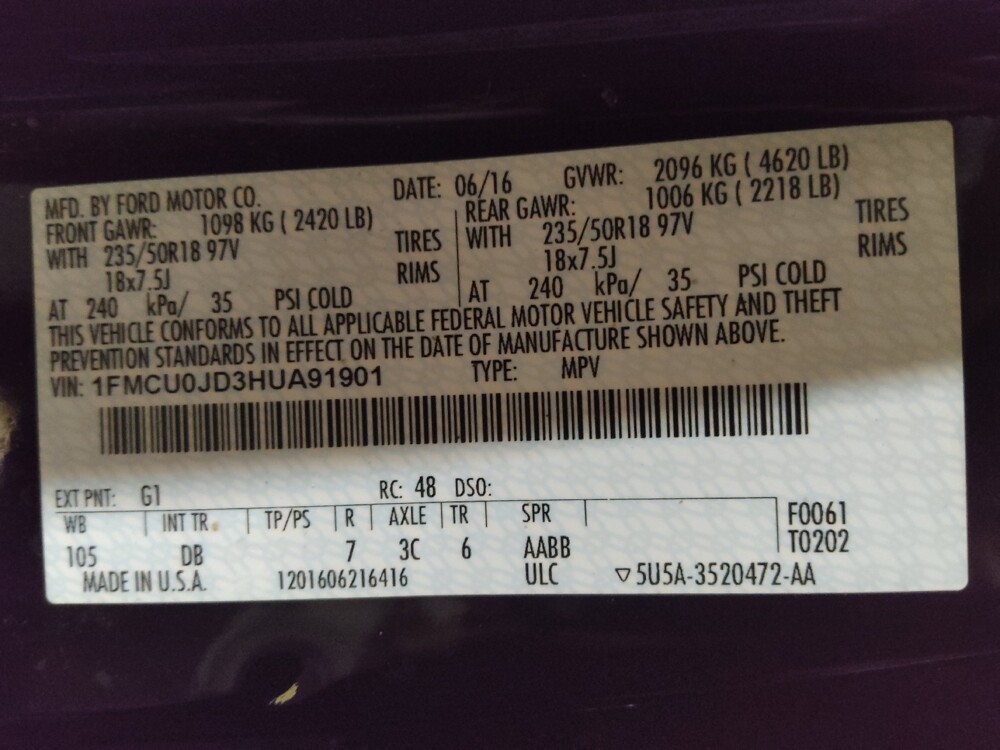 MFD. BY FORD MOTOR CO. DATE: 06/16 GVWR: 2096 KG ( 4620 LB)
FRONT GAWR: 1098 KG ( 2420 LB) REAR GAWR: 1006 KG ( 2218 LB)
WITH 235/50R18 97V TIRES WITH 235/50R18 97V TIRES
18x7.5J RIMS 18x7.5J RIMS
AT 240 kPa/ 35 PSI COLD AT 240 kPa/ 35 PSI COLD
THIS VEHICLE CONFORMS TO ALL APPLICABLE FEDERAL MOTOR VEHICLE SAFETY AND THEFT
PREVENTION STANDARDS IN EFFECT ON THE DATE OF MANUFACTURE SHOWN ABOVE.
VIN: 1FMCU0JD3HUA91901 TYPE: MPV
EXT PNT: G1 RC: 48 DSO:
WB INT TR TP/PS R AXLE TR SPR F0061
105 DB 7 3C 6 AABB T0202
MADE IN U.S.A. 1201606216416 ULC ▽5U5A-3520472-AA